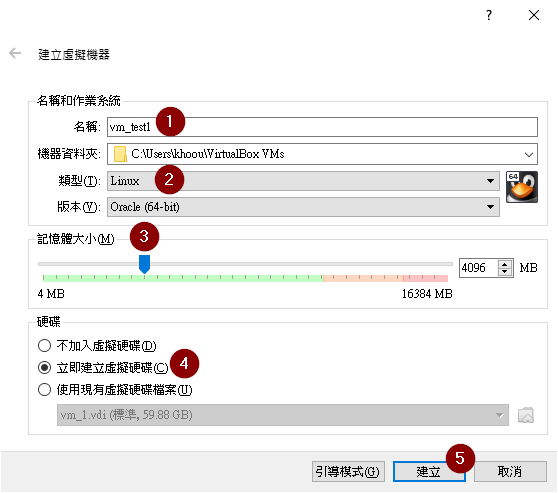 ?
建立虛擬機器
名稱和作業系統
名稱: vm_test1 1
機器資料夾: C:\Users\khoou\VirtualBox VMs
類型(T): Linux 2
64
版本(V): Oracle (64-bit)
記憶體大小(M) 3
4096 MB
4 MB 16384 MB
硬碟
不加入虛擬硬碟(D)
立即建立虛擬硬碟(C) 4
使用現有虛擬硬碟檔案(U)
vm_1.vdi (標準, 59.88 GB)
引導模式(G) 建立 5 取消